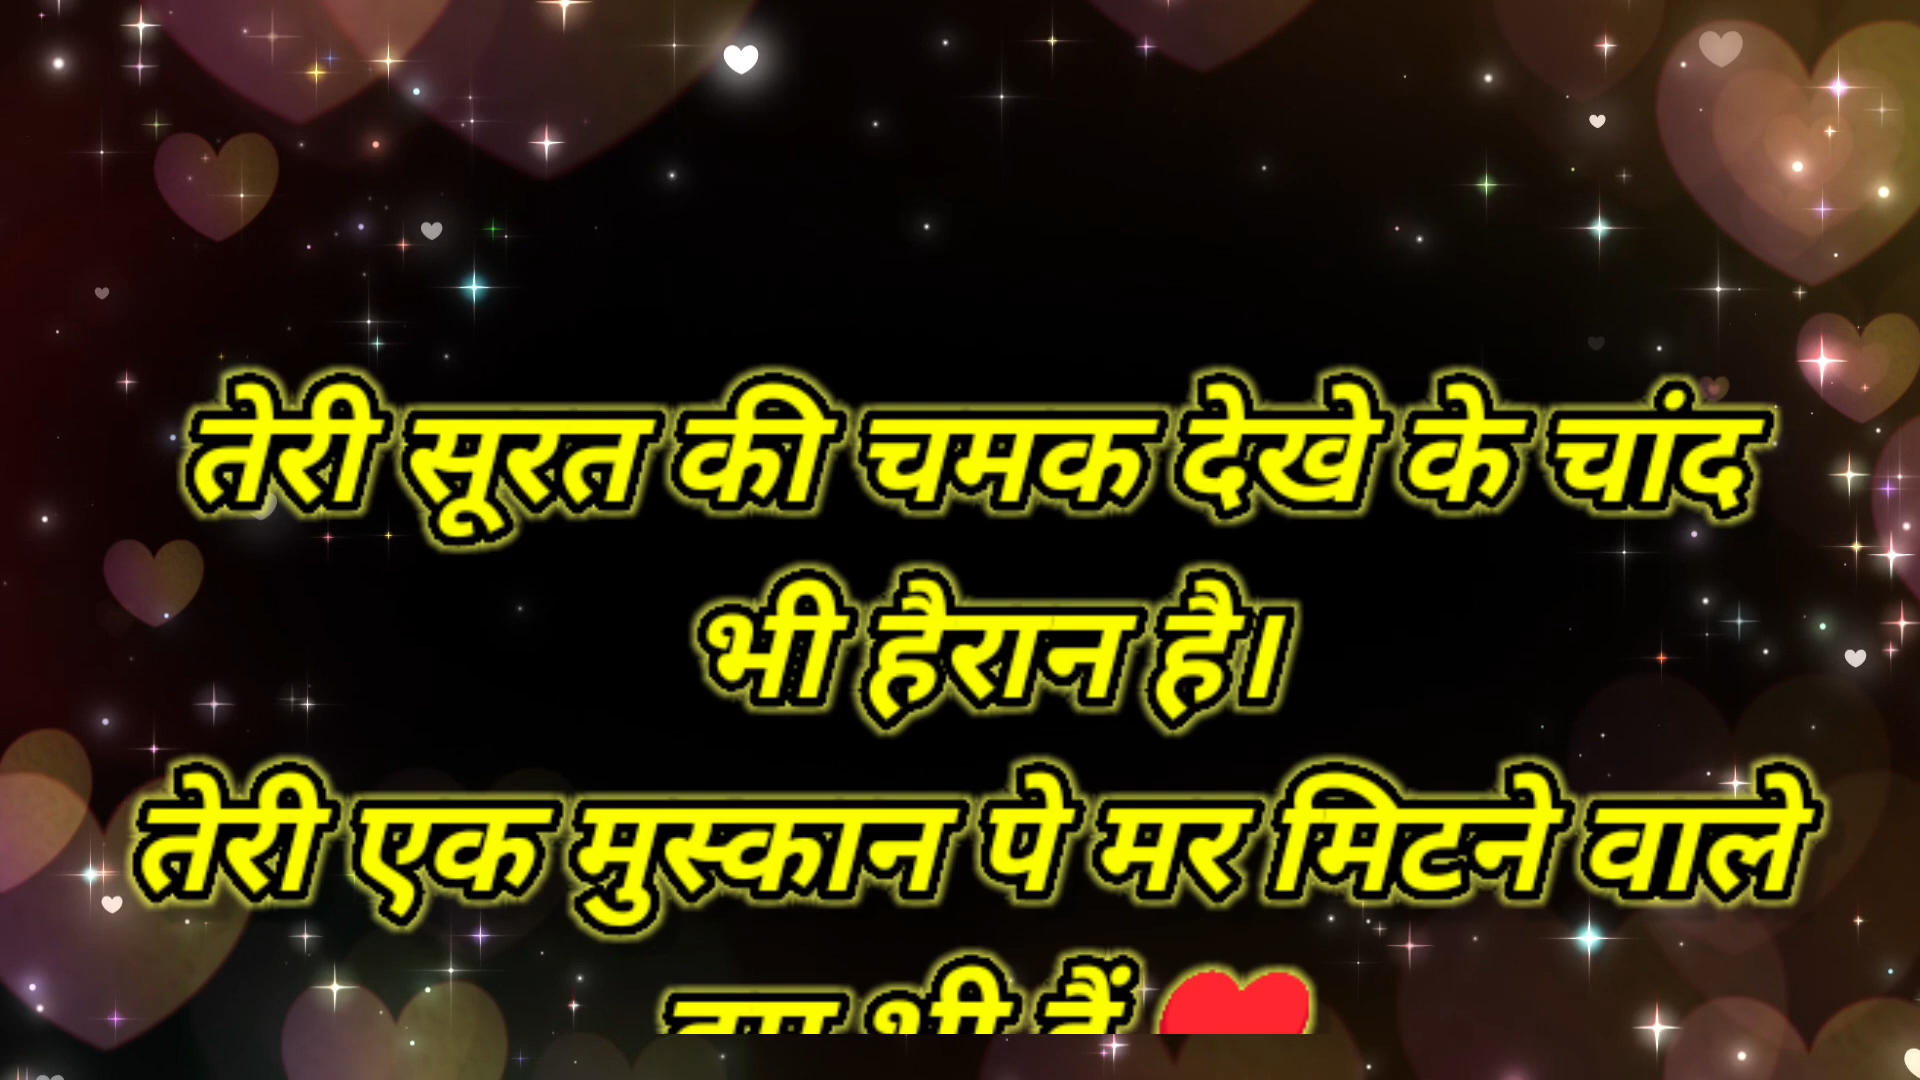 तेरी सूरत की चमक देखे के चांद
भी हैरान है।
तेरी एक मुस्कान पे मर मिटने वाले
भी हैं ♥